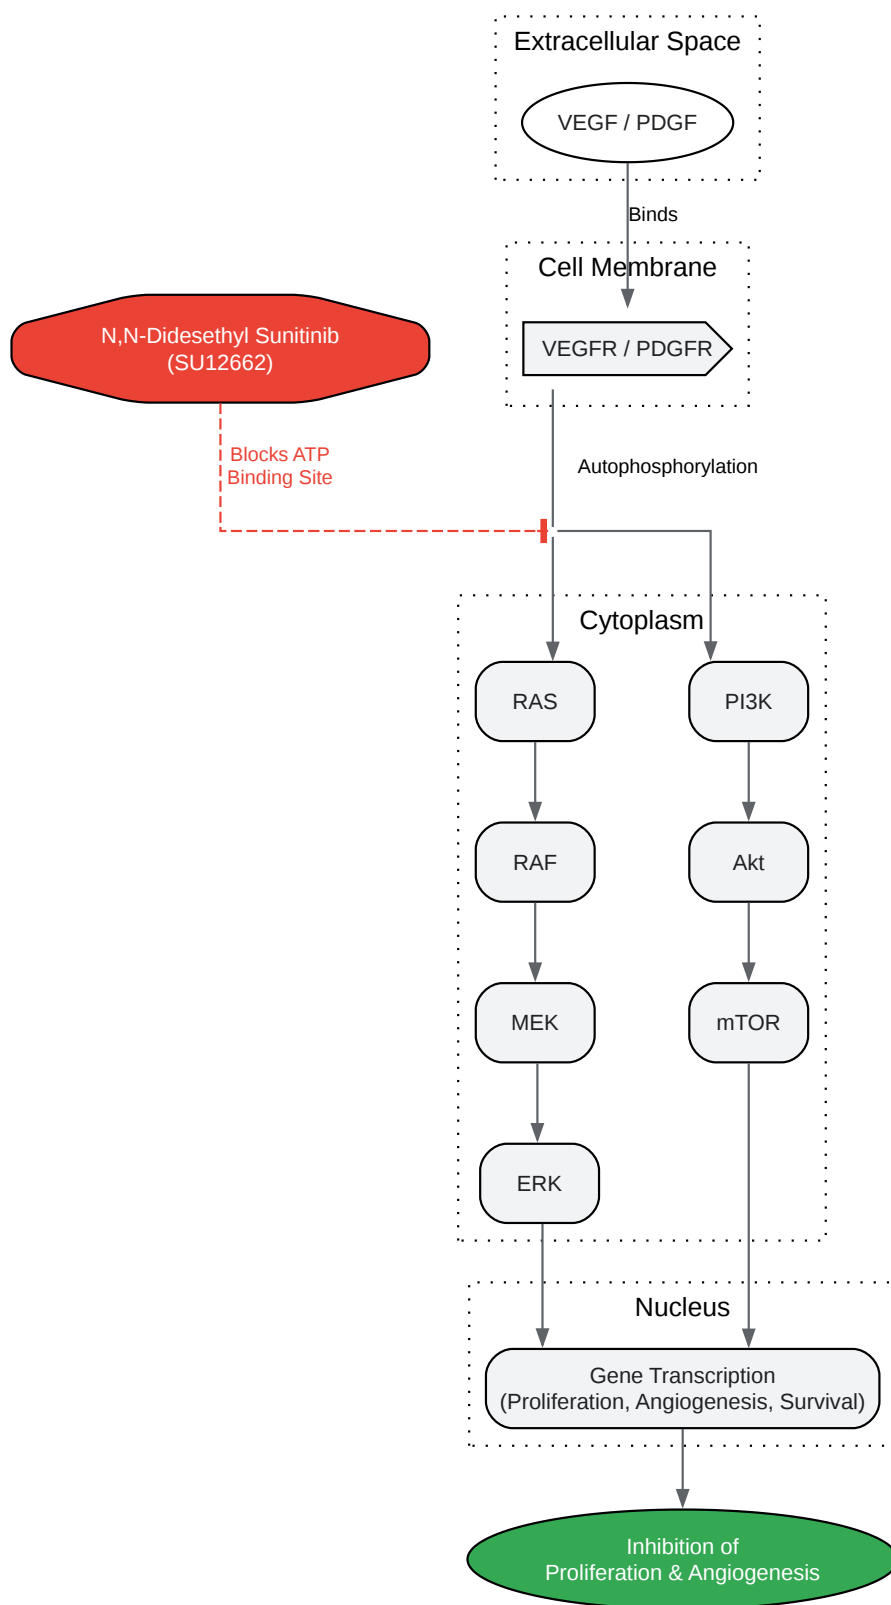 Extracellular Space
VEGF / PDGF
Binds
Cell Membrane
VEGFR / PDGFR
N,N-Didesethyl Sunitinib
(SU12662)
Blocks ATP
Binding Site
Autophosphorylation
Cytoplasm
RAS
PI3K
RAF
Akt
MEK
mTOR
ERK
Nucleus
Gene Transcription
(Proliferation, Angiogenesis, Survival)
Inhibition of
Proliferation & Angiogenesis